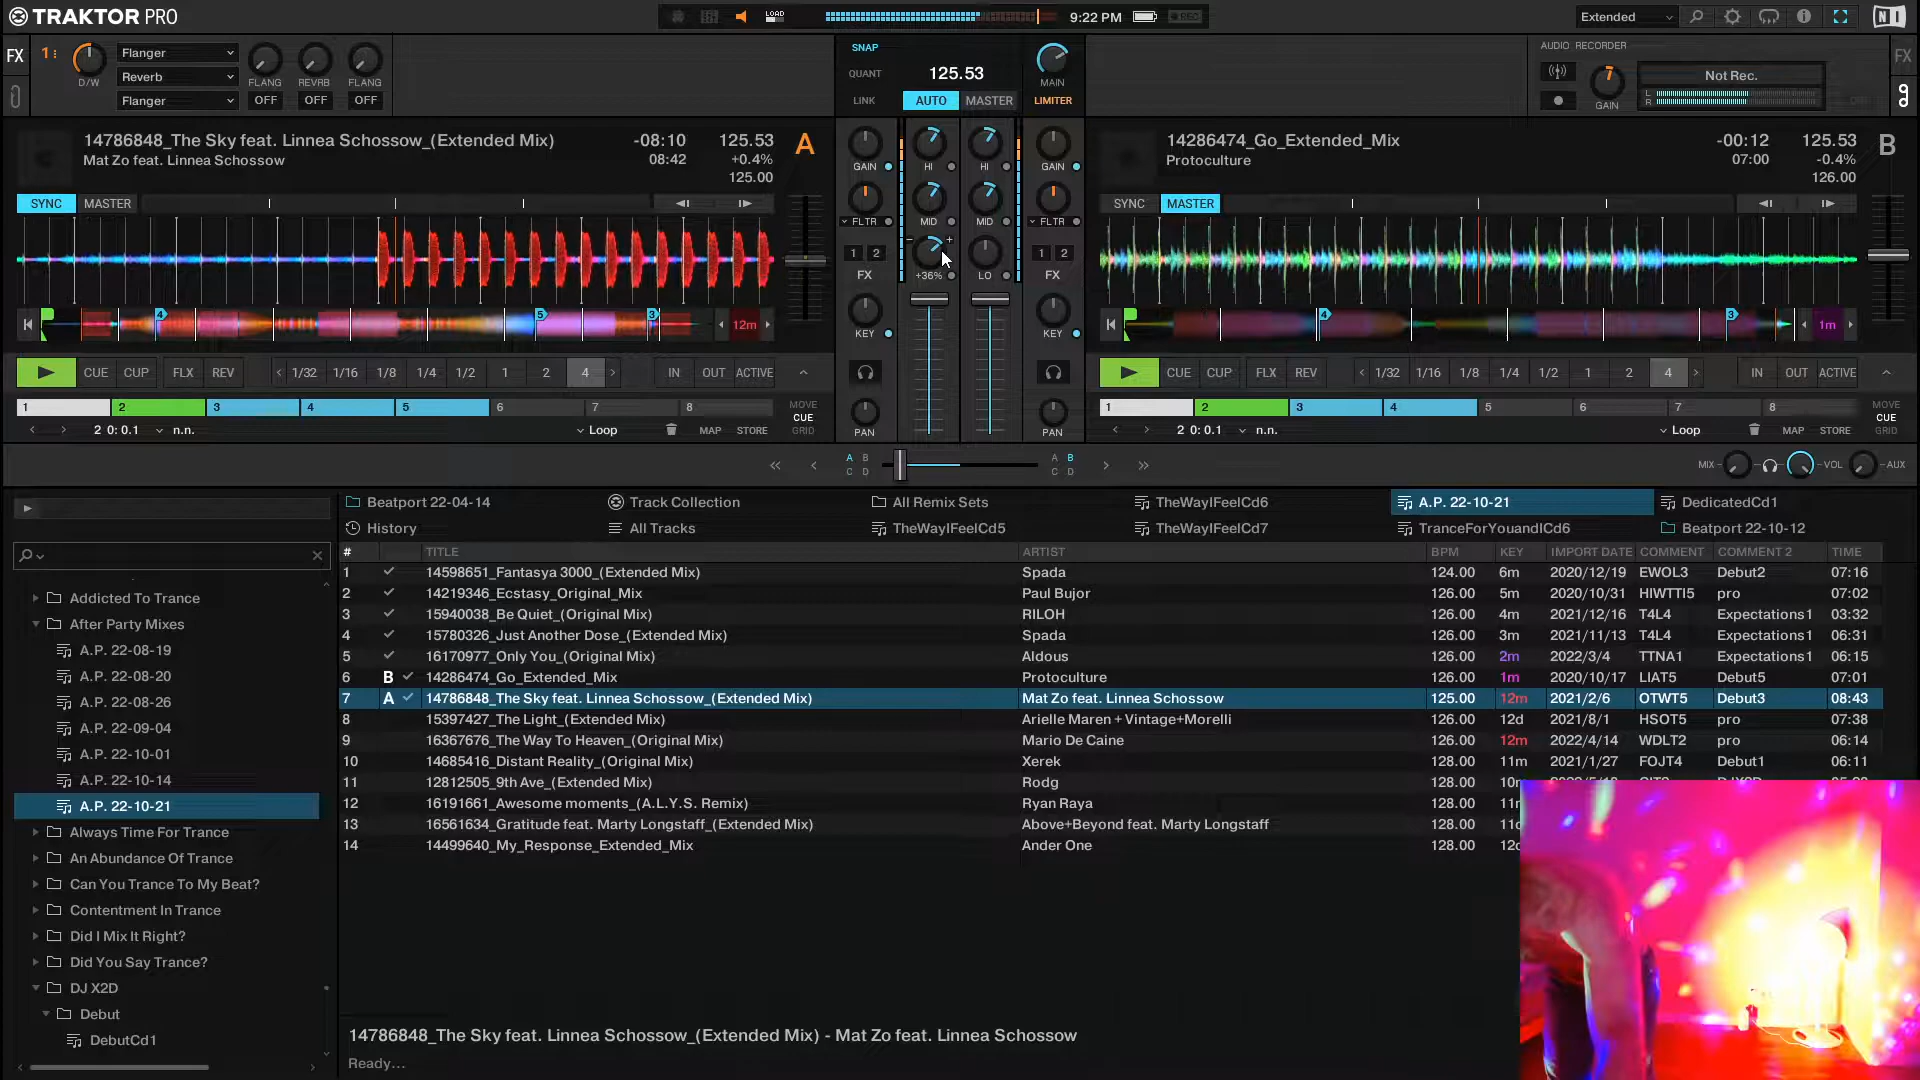 TRAKTOR PRO
LOAD
9:22 PM
REC
Extended
FX
1
D/W
Flanger
Reverb
Flanger
FLANG
REVRB
FLANG
OFF
OFF
OFF
SNAP
QUANT
125.53
LINK
AUTO
MASTER
MAIN
LIMITER
AUDIO RECORDER
Not Rec.
GAIN
L
R
FX
14786848_The Sky feat. Linnea Schossow_(Extended Mix)
-08:10
125.53
A
Mat Zo feat. Linnea Schossow
08:42
+0.4%
125.00
SYNC
MASTER
4
5
3
12m
CUE
CUP
FLX
REV
1/32
1/16
1/8
1/4
1/2
1
2
4
IN
OUT
ACTIVE
1
2
3
4
5
6
7
8
MOVE
CUE
GRID
2 0: 0.1
n.n.
Loop
MAP
STORE
GAIN
HI
HI
GAIN
FLTR
MID
MID
FLTR
1 2
1 2
FX
+36%
LO
FX
KEY
KEY
PAN
PAN
14286474_Go_Extended_Mix
-00:12
125.53
B
Protoculture
07:00
-0.4%
126.00
SYNC
MASTER
4
3
1m
CUE
CUP
FLX
REV
1/32
1/16
1/8
1/4
1/2
1
2
4
IN
OUT
ACTIVE
1
2
3
4
5
6
7
8
MOVE
CUE
GRID
2 0: 0.1
n.n.
Loop
MAP
STORE
A B
C D
A B
C D
MIX
VOL
AUX
Beatport 22-04-14
Track Collection
All Remix Sets
TheWayIFeelCd6
A.P. 22-10-21
DedicatedCd1
History
All Tracks
TheWayIFeelCd5
TheWayIFeelCd7
TranceForYouandICd6
Beatport 22-10-12
Addicted To Trance
After Party Mixes
A.P. 22-08-19
A.P. 22-08-20
A.P. 22-08-26
A.P. 22-09-04
A.P. 22-10-01
A.P. 22-10-14
A.P. 22-10-21
Always Time For Trance
An Abundance Of Trance
Can You Trance To My Beat?
Contentment In Trance
Did I Mix It Right?
Did You Say Trance?
DJ X2D
Debut
DebutCd1
# TITLE ARTIST BPM KEY IMPORT DATE COMMENT COMMENT 2 TIME
1 14598651_Fantasya 3000_(Extended Mix) Spada 124.00 6m 2020/12/19 EWOL3 Debut2 07:16
2 14219346_Ecstasy_Original_Mix Paul Bujor 126.00 5m 2020/10/31 HIWTTI5 pro 07:02
3 15940038_Be Quiet_(Original Mix) RILOH 126.00 4m 2021/12/16 T4L4 Expectations1 03:32
4 15780326_Just Another Dose_(Extended Mix) Spada 126.00 3m 2021/11/13 T4L4 Expectations1 06:31
5 16170977_Only You_(Original Mix) Aldous 126.00 2m 2022/3/4 TTNA1 Expectations1 06:15
6 B 14286474_Go_Extended_Mix Protoculture 126.00 1m 2020/10/17 LIAT5 Debut5 07:01
7 A 14786848_The Sky feat. Linnea Schossow_(Extended Mix) Mat Zo feat. Linnea Schossow 125.00 12m 2021/2/6 OTWT5 Debut3 08:43
8 15397427_The Light_(Extended Mix) Arielle Maren + Vintage+Morelli 126.00 12d 2021/8/1 HSOT5 pro 07:38
9 16367676_The Way To Heaven_(Original Mix) Mario De Caine 126.00 12m 2022/4/14 WDLT2 pro 06:14
10 14685416_Distant Reality_(Original Mix) Xerek 128.00 11m 2021/1/27 FOJT4 Debut1 06:11
11 12812505_9th Ave_(Extended Mix) Rodg 128.00
12 16191661_Awesome moments_(A.L.Y.S. Remix) Ryan Raya 128.00
13 16561634_Gratitude feat. Marty Longstaff_(Extended Mix) Above+Beyond feat. Marty Longstaff 128.00
14 14499640_My_Response_Extended_Mix Ander One 128.00
14786848_The Sky feat. Linnea Schossow_(Extended Mix) - Mat Zo feat. Linnea Schossow
Ready...